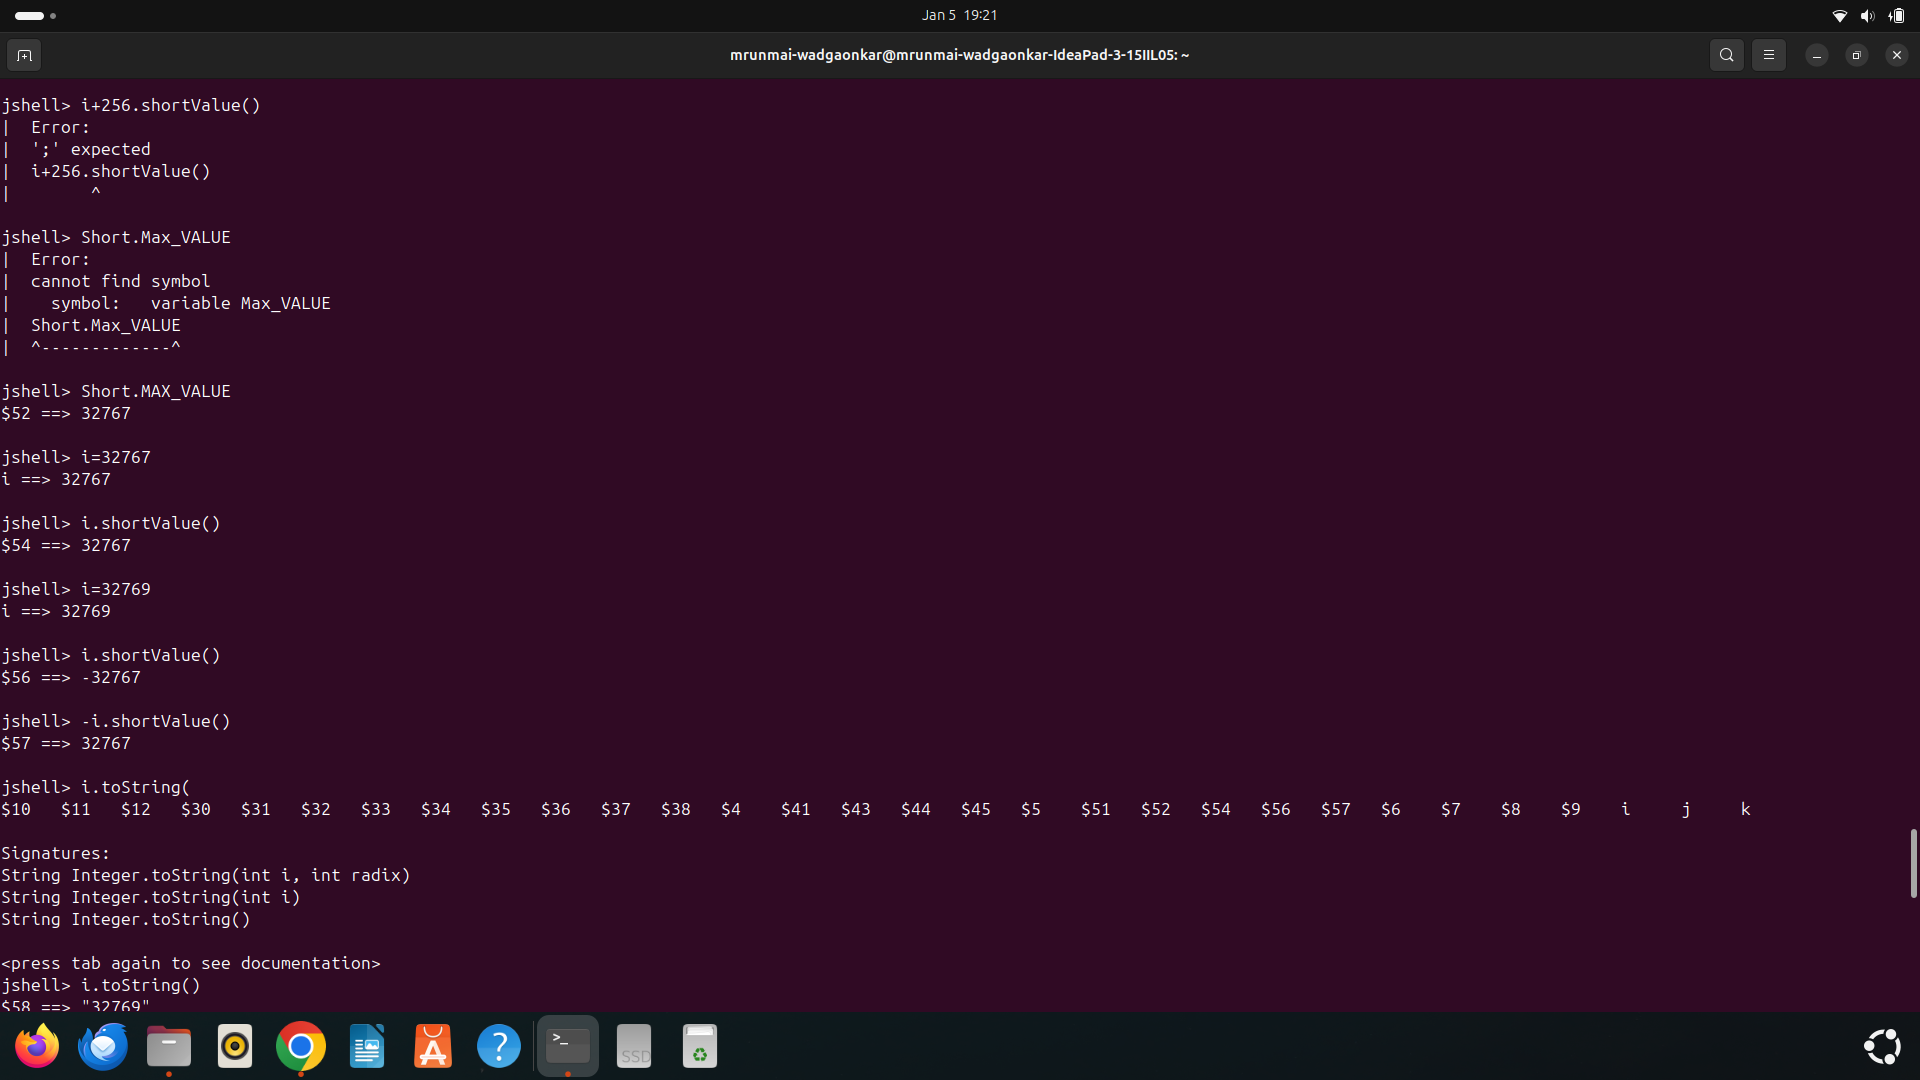 Jan 5 19:21
mrunmai-wadgaonkar@mrunmai-wadgaonkar-IdeaPad-3-15IIL05: ~
jshell> i+256.shortValue()
|  Error:
|  ';' expected
|  i+256.shortValue()
|        ^
jshell> Short.Max_VALUE
|  Error:
|  cannot find symbol
|    symbol:   variable Max_VALUE
|  Short.Max_VALUE
|  ^-------------^
jshell> Short.MAX_VALUE
$52 ==> 32767
jshell> i=32767
i ==> 32767
jshell> i.shortValue()
$54 ==> 32767
jshell> i=32769
i ==> 32769
jshell> i.shortValue()
$56 ==> -32767
jshell> -i.shortValue()
$57 ==> 32767
jshell> i.toString(
$10   $11   $12   $30   $31   $32   $33   $34   $35   $36   $37   $38   $4    $41   $43   $44   $45   $5    $51   $52   $54   $56   $57   $6    $7    $8    $9    i     j     k
Signatures:
String Integer.toString(int i, int radix)
String Integer.toString(int i)
String Integer.toString()
<press tab again to see documentation>
jshell> i.toString()
$58 ==> "32769"
>_
SSD